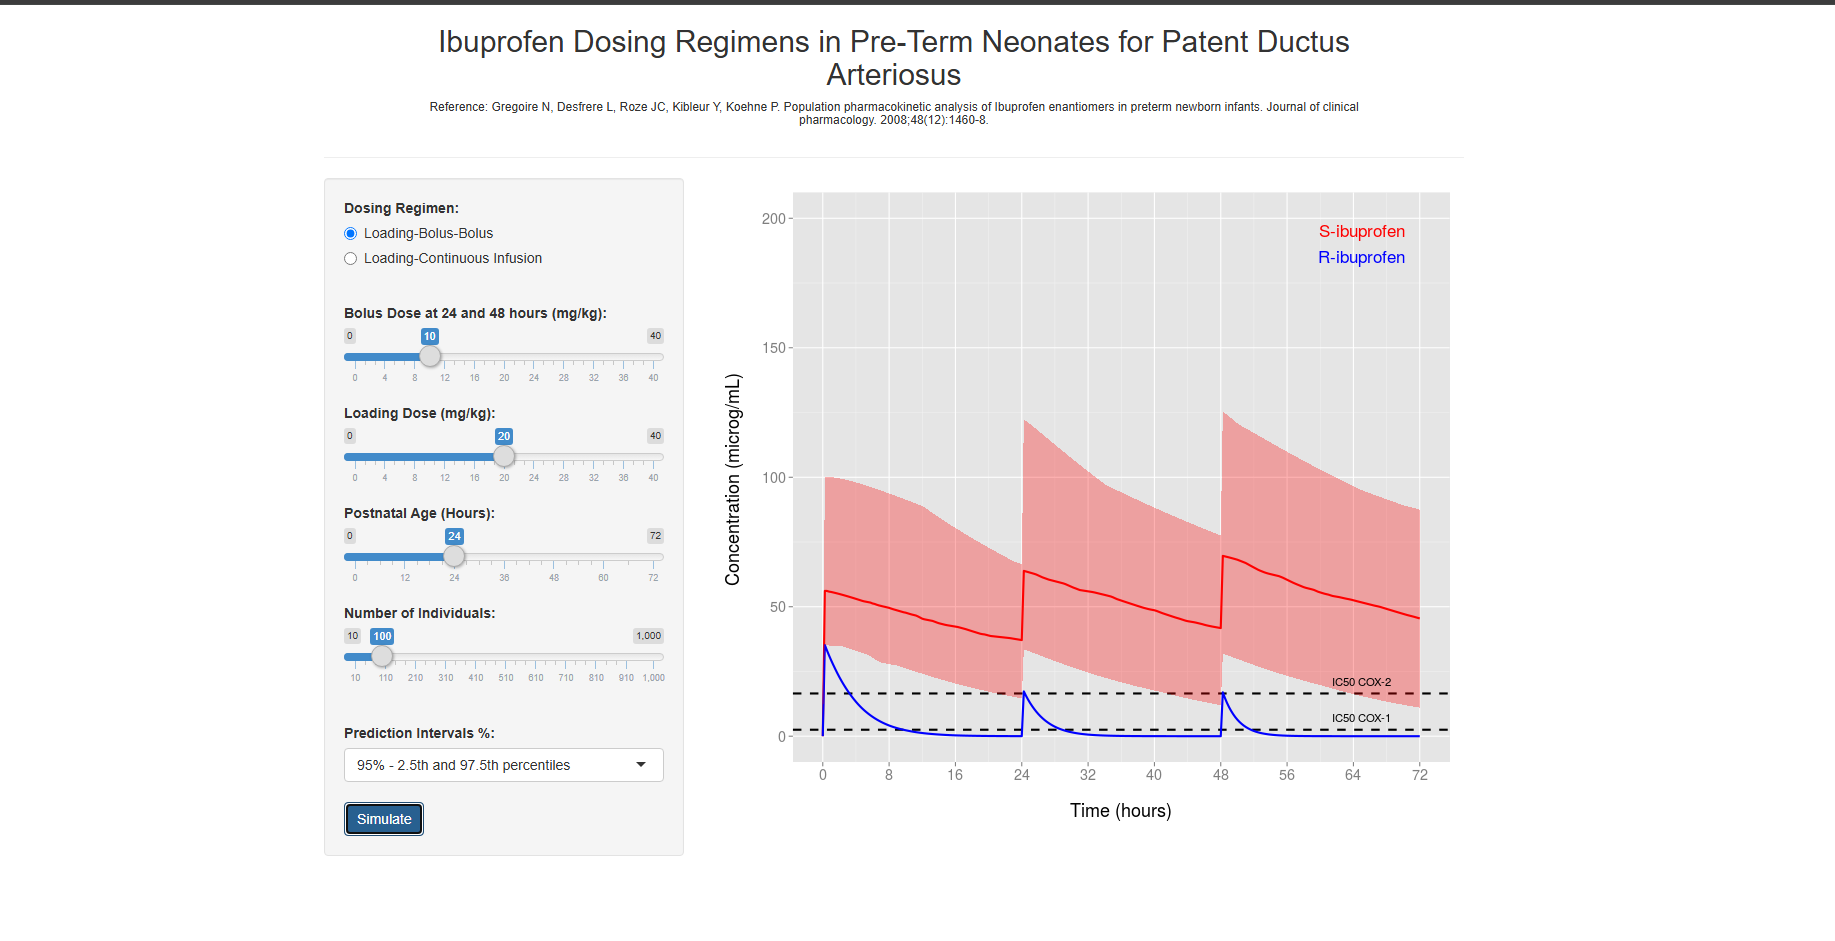 Ibuprofen Dosing Regimens in Pre-Term Neonates for Patent Ductus
Arteriosus
Reference: Gregoire N, Desfrere L, Roze JC, Kibleur Y, Koehne P. Population pharmacokinetic analysis of Ibuprofen enantiomers in preterm newborn infants. Journal of clinical
pharmacology. 2008;48(12):1460-8.
Dosing Regimen:
Loading-Bolus-Bolus
Loading-Continuous Infusion
Bolus Dose at 24 and 48 hours (mg/kg):
0 10 40
0 4 8 12 16 20 24 28 32 36 40
Loading Dose (mg/kg):
0 20 40
0 4 8 12 16 20 24 28 32 36 40
Postnatal Age (Hours):
0 24 72
0 12 24 36 48 60 72
Number of Individuals:
10 100 1,000
10 110 210 310 410 510 610 710 810 910 1,000
Prediction Intervals %:
95% - 2.5th and 97.5th percentiles
Simulate
Concentration (microg/mL)
200
150
100
50
0
S-ibuprofen
R-ibuprofen
IC50 COX-2
IC50 COX-1
0 8 16 24 32 40 48 56 64 72
Time (hours)